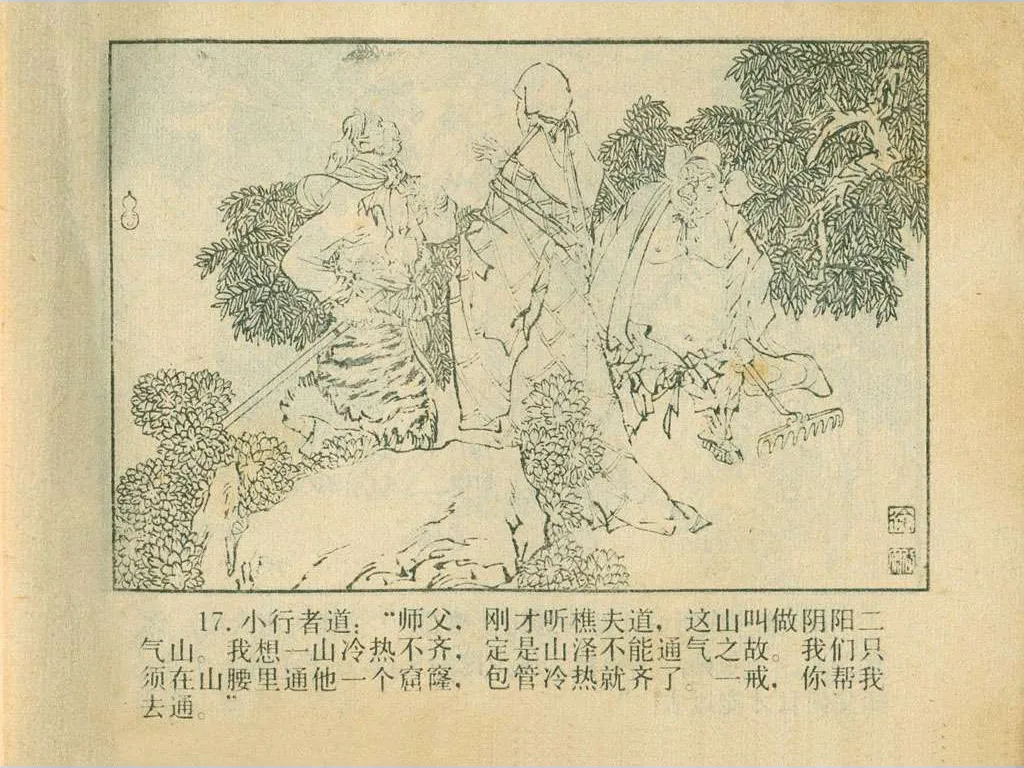 17. 小行者道：“师父，刚才听樵夫道，这山叫做阴阳二
气山。我想一山冷热不齐，定是山泽不能通气之故。我们只
须在山腰里通他一个窟窿，包管冷热就齐了。一戒，你帮我
去通。”